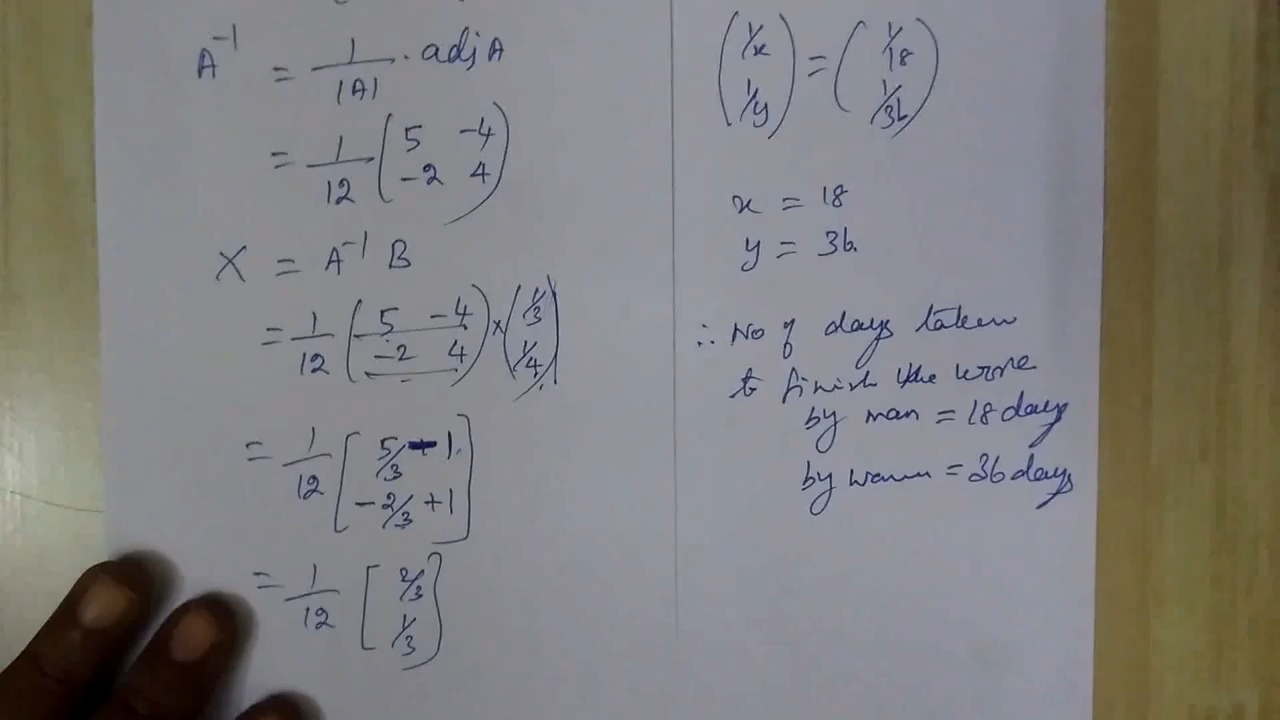 A⁻¹ = 1/|A| . adj A
= 1/12 (5 -4
-2 4)
X = A⁻¹ B
= 1/12 (5 -4
-2 4) × (1/3
1/4)
= 1/12 [5/3 - 1
-2/3 + 1]
= 1/12 [2/3
1/3]
(1/x
1/y) = (1/18
1/36)
x = 18
y = 36.
∴ No of days taken
to finish the
by man = 18 days
by = 36 days